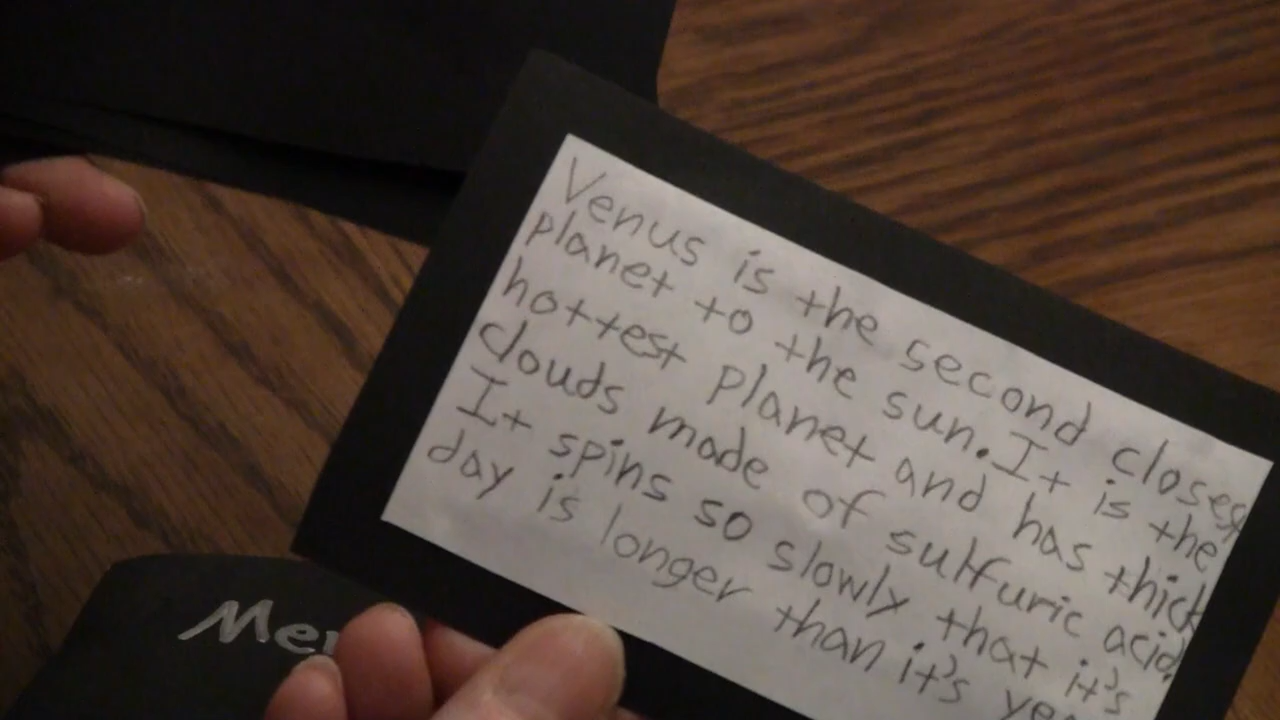 Venus is the second closest
planet to the sun. It is the
hottest planet and has thick
clouds made of sulfuric acid.
It spins so slowly that it's
day is longer than it's